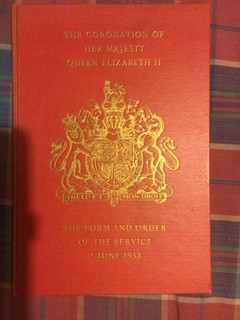 THE CORONATION OF
HER MAJESTY
QUEEN ELIZABETH II
DIEU ET MON DROIT
THE FORM AND ORDER
OF THE SERVICE
2 JUNE 1953